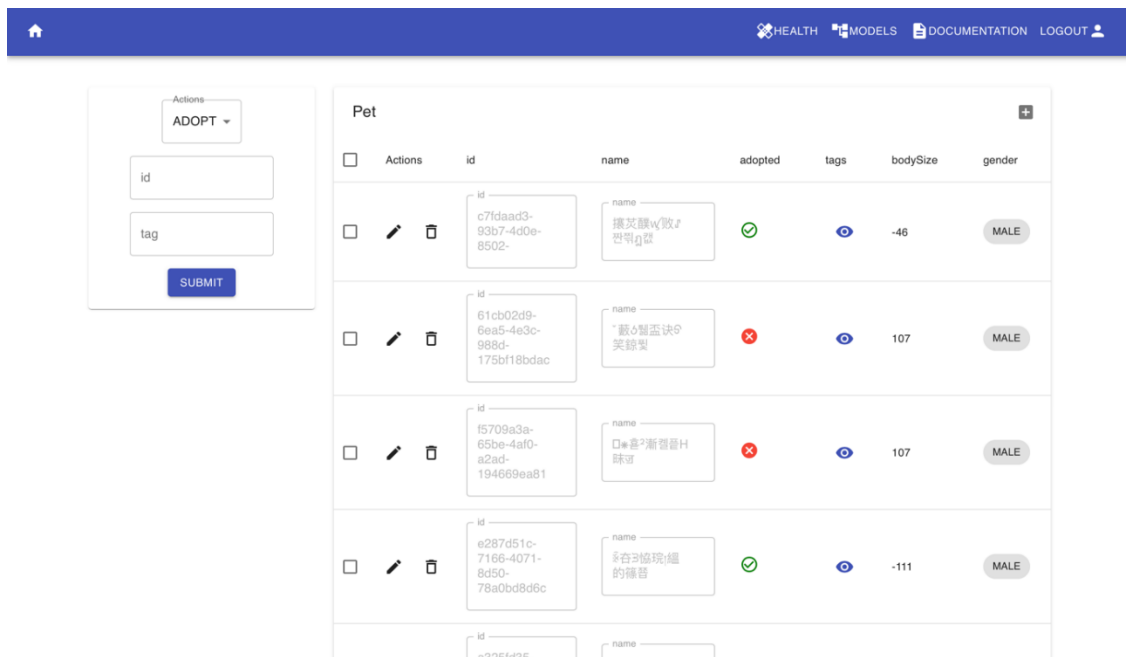 HEALTH MODELS DOCUMENTATION LOGOUT
Actions
ADOPT
id
tag
SUBMIT
Pet
Actions id name adopted tags bodySize gender
id
c7fdaad3-
93b7-4d0e-
8502-
name
-46
MALE
id
61cb02d9-
6ea5-4e3c-
988d-
175bf18bdac
name
107
MALE
id
f5709a3a-
65be-4af0-
a2ad-
194669ea81
name
107
MALE
id
e287d51c-
7166-4071-
8d50-
78a0bd8d6c
name
-111
MALE
id
name